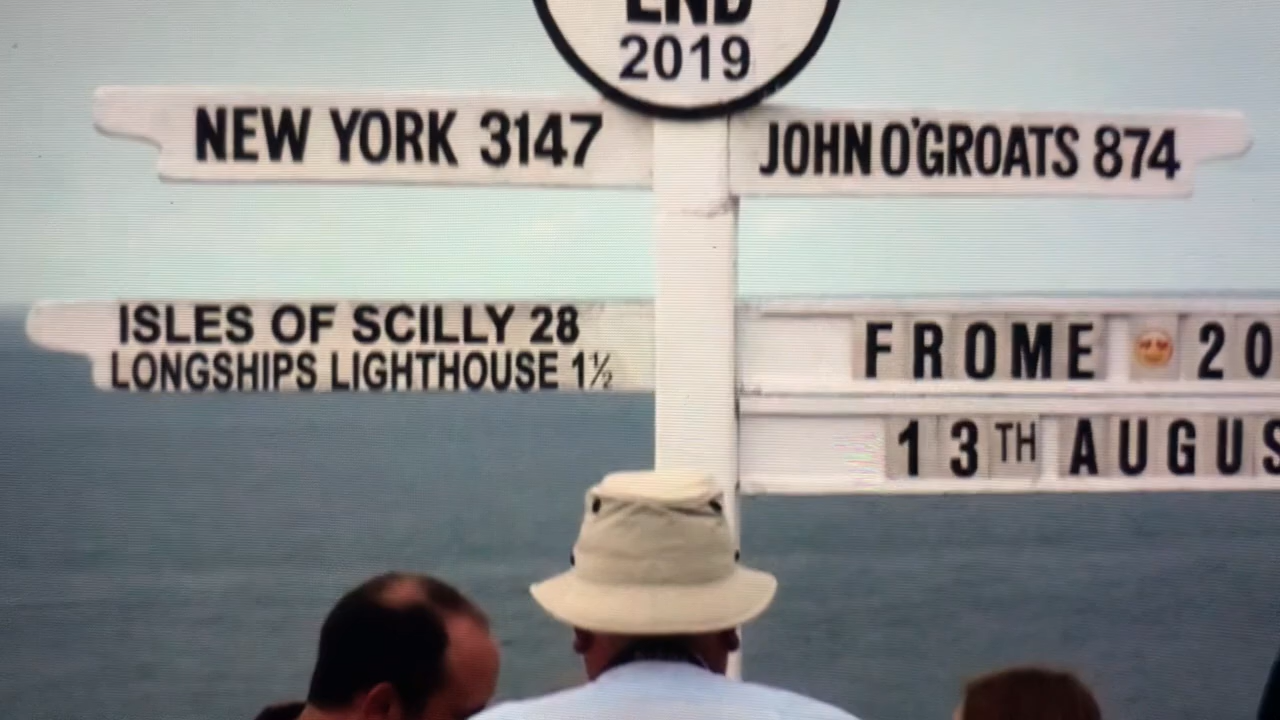 END
2019
NEW YORK 3147
JOHN O'GROATS 874
ISLES OF SCILLY 28
LONGSHIPS LIGHTHOUSE 1½
FROME 😍 20
13TH AUGUS